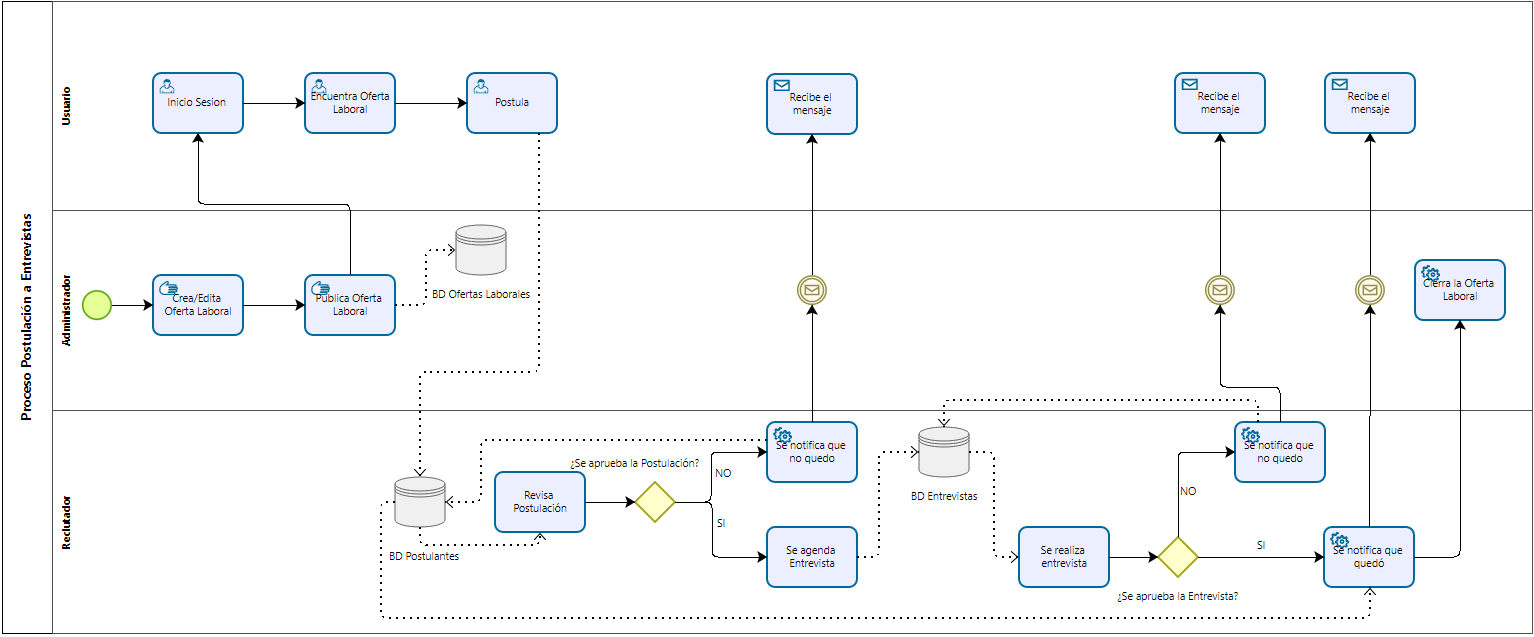 Proceso Postulación a Entrevistas
Usuario
Inicio Sesion
Encuentra Oferta
Laboral
Postula
Recibe el
mensaje
Recibe el
mensaje
Recibe el
mensaje
Administrador
Crea/Edita
Oferta Laboral
Publica Oferta
Laboral
BD Ofertas Laborales
Cierra la Oferta
Laboral
Reclutador
BD Postulantes
Revisa
Postulación
¿Se aprueba la Postulación?
NO
SI
Se notifica que
no quedo
Se agenda
Entrevista
BD Entrevistas
Se realiza
entrevista
¿Se aprueba la Entrevista?
NO
SI
Se notifica que
no quedo
Se notifica que
quedó